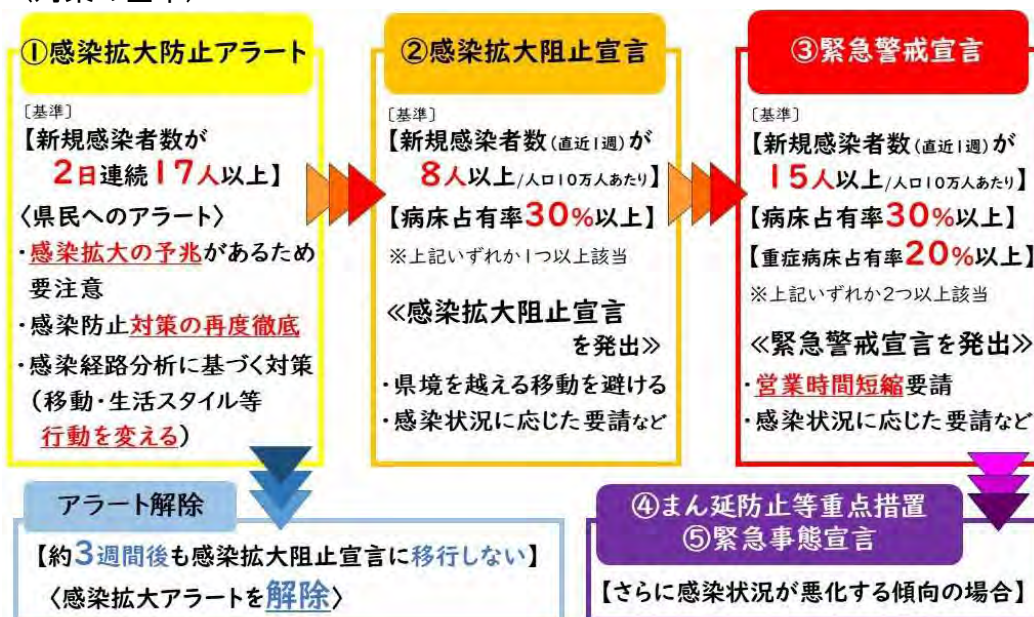 ①感染拡大防止アラート
〔基準〕
【新規感染者数が
2日連続17人以上】
〈県民へのアラート〉
・感染拡大の予兆があるため
要注意
・感染防止対策の再度徹底
・感染経路分析に基づく対策
(移動・生活スタイル等
行動を変える)
②感染拡大阻止宣言
〔基準〕
【新規感染者数(直近1週)が
8人以上/人口10万人あたり】
【病床占有率30%以上】
※上記いずれか1つ以上該当
≪感染拡大阻止宣言
を発出≫
・県境を越える移動を避ける
・感染状況に応じた要請など
③緊急警戒宣言
〔基準〕
【新規感染者数(直近1週)が
15人以上/人口10万人あたり】
【病床占有率30%以上】
【重症病床占有率20%以上】
※上記いずれか2つ以上該当
≪緊急警戒宣言を発出≫
・営業時間短縮要請
・感染状況に応じた要請など
アラート解除
【約3週間後も感染拡大阻止宣言に移行しない】
〈感染拡大アラートを解除〉
④まん延防止等重点措置
⑤緊急事態宣言
【さらに感染状況が悪化する傾向の場合】